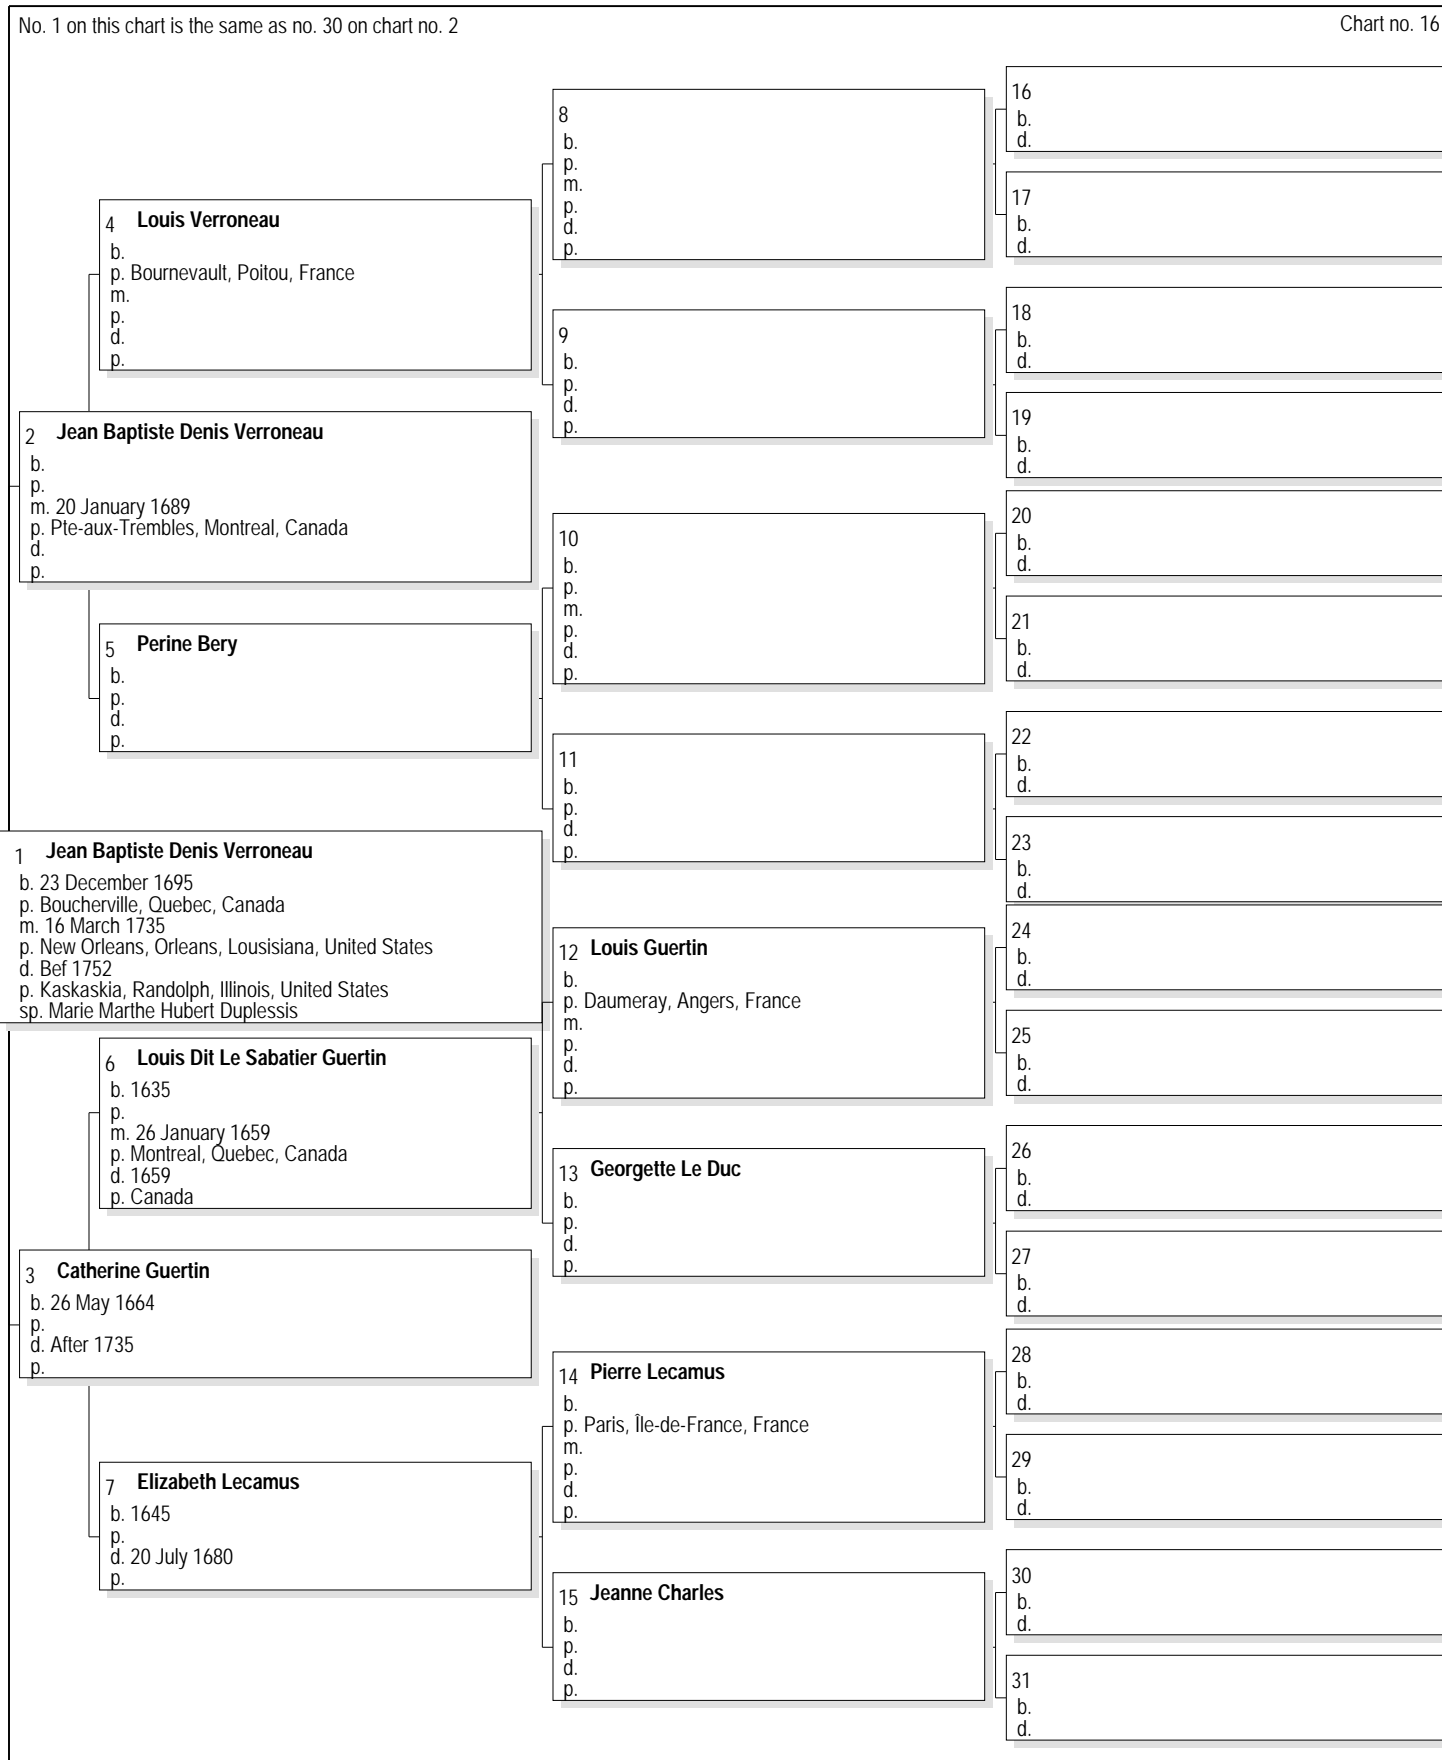 No. 1 on this chart is the same as no. 30 on chart no. 2
Chart no. 16
4 Louis Verroneau
b.
p. Bournevault, Poitou, France
m.
p.
d.
p.
2 Jean Baptiste Denis Verroneau
b.
p.
m. 20 January 1689
p. Pte-aux-Trembles, Montreal, Canada
d.
p.
5 Perine Bery
b.
p.
d.
p.
1 Jean Baptiste Denis Verroneau
b. 23 December 1695
p. Boucherville, Quebec, Canada
m. 16 March 1735
p. New Orleans, Orleans, Lousisiana, United States
d. Bef 1752
p. Kaskaskia, Randolph, Illinois, United States
sp. Marie Marthe Hubert Duplessis
6 Louis Dit Le Sabatier Guertin
b. 1635
p.
m. 26 January 1659
p. Montreal, Quebec, Canada
d. 1659
p. Canada
3 Catherine Guertin
b. 26 May 1664
p.
d. After 1735
p.
7 Elizabeth Lecamus
b. 1645
p.
d. 20 July 1680
p.
8
b.
p.
m.
p.
d.
p.
9
b.
p.
d.
p.
10
b.
p.
m.
p.
d.
p.
11
b.
p.
d.
p.
12 Louis Guertin
b.
p. Daumeray, Angers, France
m.
p.
d.
p.
13 Georgette Le Duc
b.
p.
d.
p.
14 Pierre Lecamus
b.
p. Paris, Île-de-France, France
m.
p.
d.
p.
15 Jeanne Charles
b.
p.
d.
p.
16
b.
d.
17
b.
d.
18
b.
d.
19
b.
d.
20
b.
d.
21
b.
d.
22
b.
d.
23
b.
d.
24
b.
d.
25
b.
d.
26
b.
d.
27
b.
d.
28
b.
d.
29
b.
d.
30
b.
d.
31
b.
d.